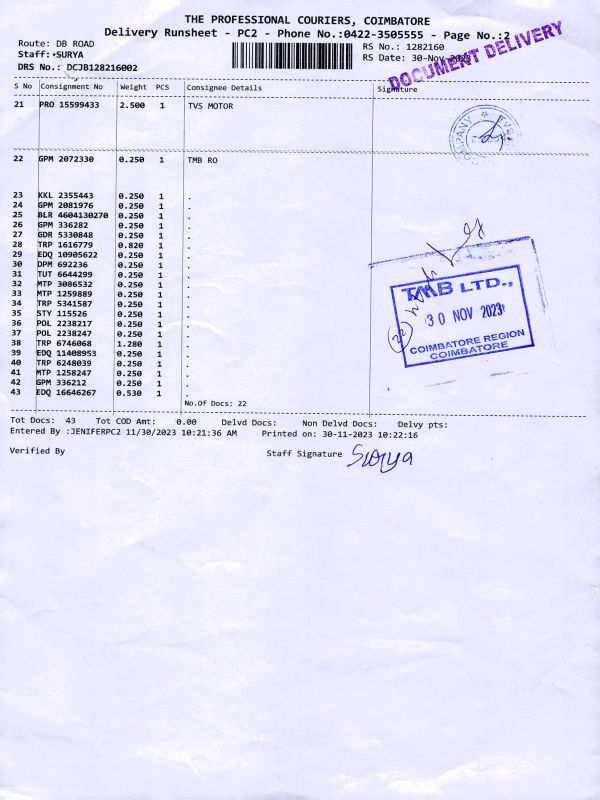 THE PROFESSIONAL COURIERS, COIMBATORE
Delivery Runsheet - PC2 - Phone No.:0422-3505555 - Page No.:2
Route: DB ROAD
Staff: SURYA
DRS No.: DCJB128216002
RS No.: 1282160
RS Date: 30-Nov-2023
DOCUMENT DELIVERY
S No Consignment No Weight PCS Consignee Details Signature
21 PRO 15599433 2.500 1 TVS MOTOR
22 GPM 2072330 0.250 1 TMB RO
23 KKL 2355443 0.250 1 .
24 GPM 2081976 0.250 1 .
25 BLR 4604130270 0.250 1 .
26 GPM 336282 0.250 1 .
27 GDR 5330848 0.250 1 .
28 TRP 1616779 0.820 1 .
29 EDQ 10905622 0.250 1 .
30 DPM 692236 0.250 1 .
31 TUT 6644299 0.250 1 .
32 MTP 3086532 0.250 1 .
33 MTP 1259889 0.250 1 .
34 TRP 5341587 0.250 1 .
35 STY 115526 0.250 1 .
36 POL 2238217 0.250 1 .
37 POL 2238247 0.250 1 .
38 TRP 6746068 1.280 1 .
39 EDQ 11408953 0.250 1 .
40 TRP 6248039 0.250 1 .
41 MTP 1258247 0.250 1 .
42 GPM 336212 0.250 1 .
43 EDQ 16646267 0.530 1 .
No.Of Docs: 22
TMB LTD.,
30 NOV 2023
COIMBATORE REGION
COIMBATORE
Tot Docs: 43 Tot COD Amt: 0.00 Delvd Docs: Non Delvd Docs: Delvy pts:
Entered By :JENIFERPC2 11/30/2023 10:21:36 AM Printed on: 30-11-2023 10:22:16
Verified By
Staff Signature Surya